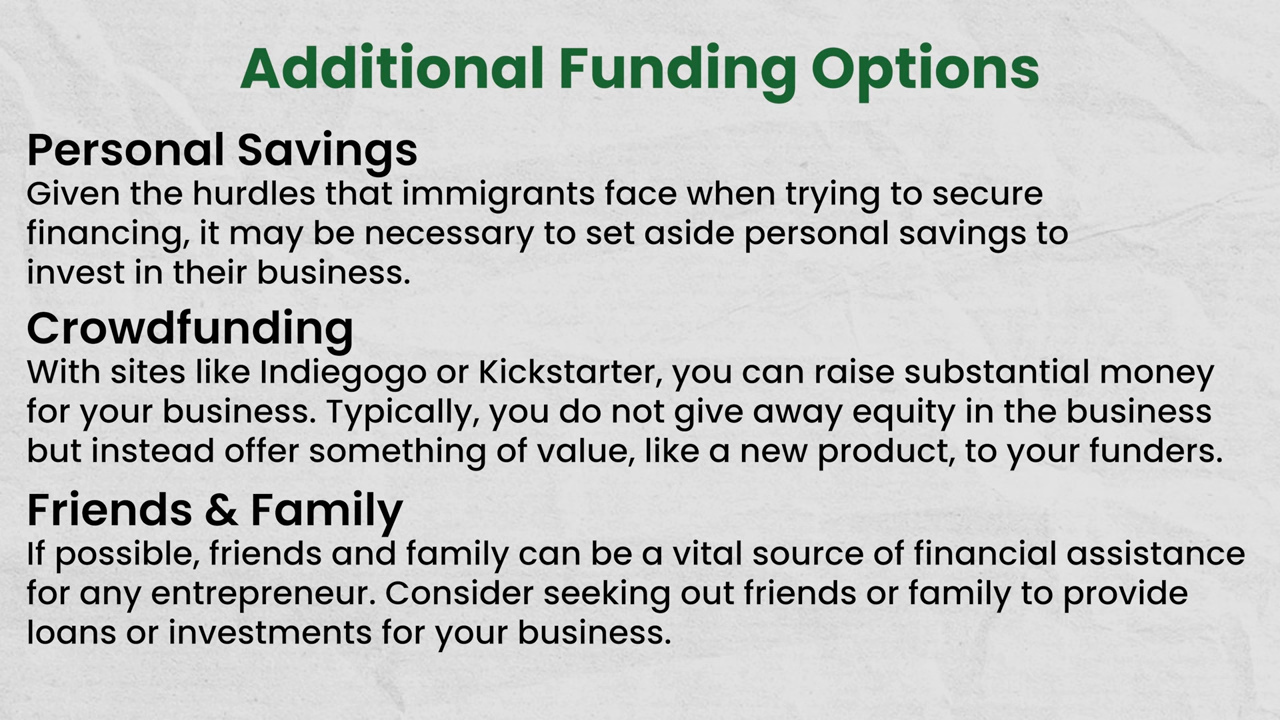 Additional Funding Options
Personal Savings
Given the hurdles that immigrants face when trying to secure
financing, it may be necessary to set aside personal savings to
invest in their business.
Crowdfunding
With sites like Indiegogo or Kickstarter, you can raise substantial money
for your business. Typically, you do not give away equity in the business
but instead offer something of value, like a new product, to your funders.
Friends & Family
If possible, friends and family can be a vital source of financial assistance
for any entrepreneur. Consider seeking out friends or family to provide
loans or investments for your business.